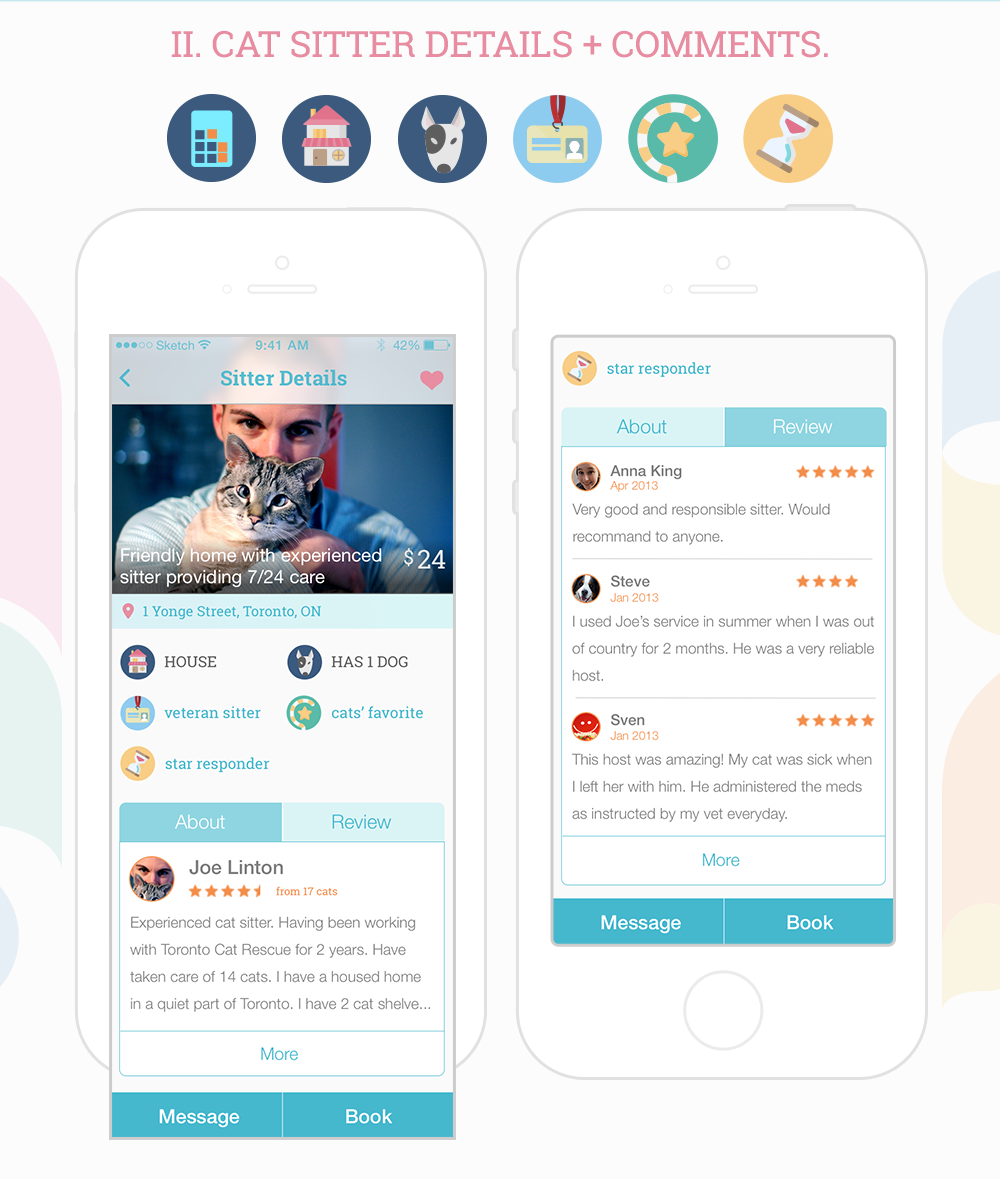 II. CAT SITTER DETAILS + COMMENTS.
Sketch
9:41 AM
42%
Sitter Details
Friendly home with experienced
sitter providing 7/24 care
$24
1 Yonge Street, Toronto, ON
HOUSE
HAS 1 DOG
veteran sitter
cats' favorite
star responder
About
Review
Joe Linton
from 17 cats
Experienced cat sitter. Having been working
with Toronto Cat Rescue for 2 years. Have
taken care of 14 cats. I have a housed home
in a quiet part of Toronto. I have 2 cat shelve...
More
Message
Book
star responder
About
Review
Anna King
Apr 2013
Very good and responsible sitter. Would
recommand to anyone.
Steve
Jan 2013
I used Joe's service in summer when I was out
of country for 2 months. He was a very reliable
host.
Sven
Jan 2013
This host was amazing! My cat was sick when
I left her with him. He administered the meds
as instructed by my vet everyday.
More
Message
Book